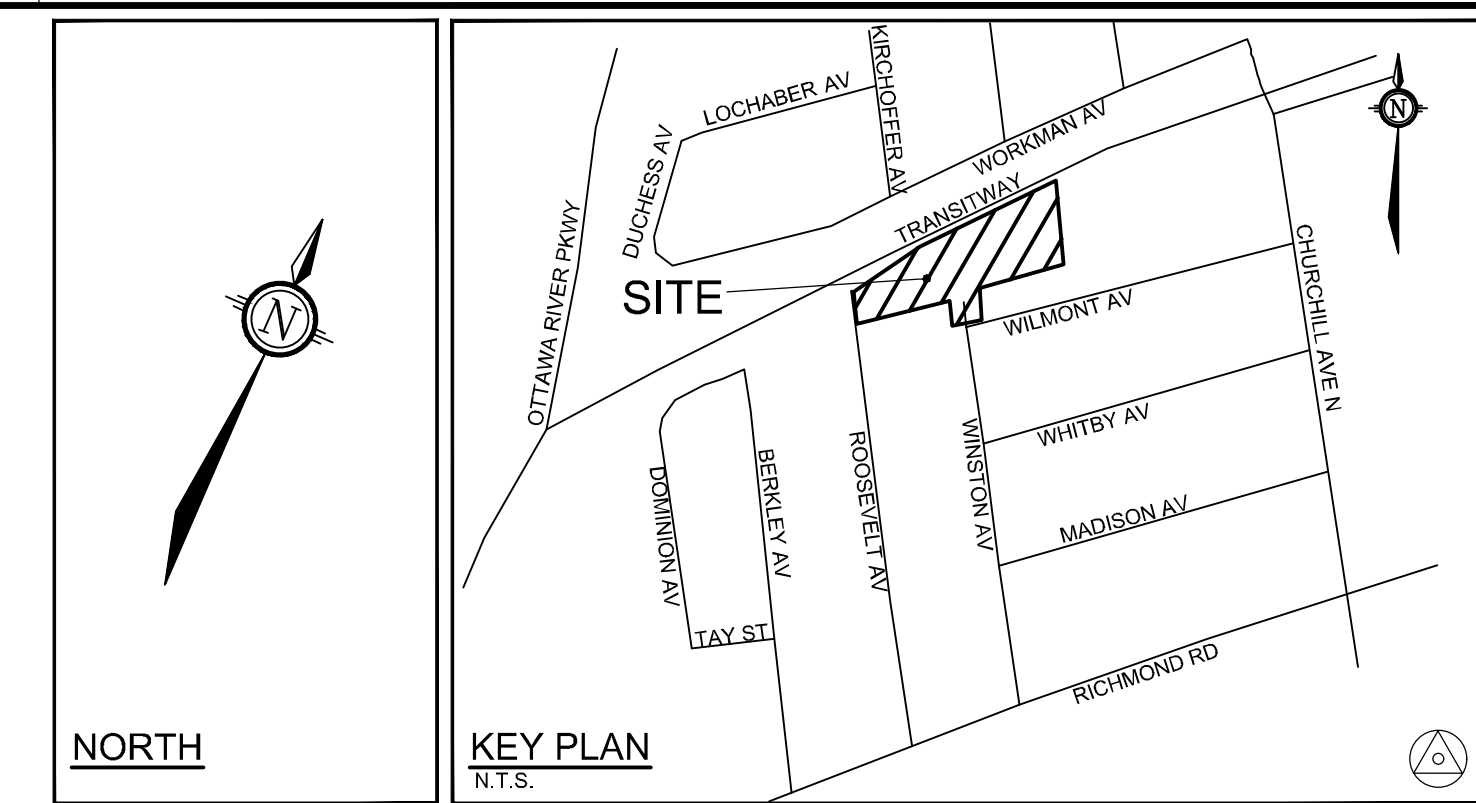 N
NORTH
KIRCHOFFER AV
LOCHABER AV
DUCHESS AV
WORKMAN AV
TRANSITWAY
N
OTTAWA RIVER PKWY
SITE
CHURCHILL AVE N
WILMONT AV
WHITBY AV
ROOSEVELT AV
WINSTON AV
BERKLEY AV
DOMINION AV
MADISON AV
TAY ST
RICHMOND RD
KEY PLAN
N.T.S.